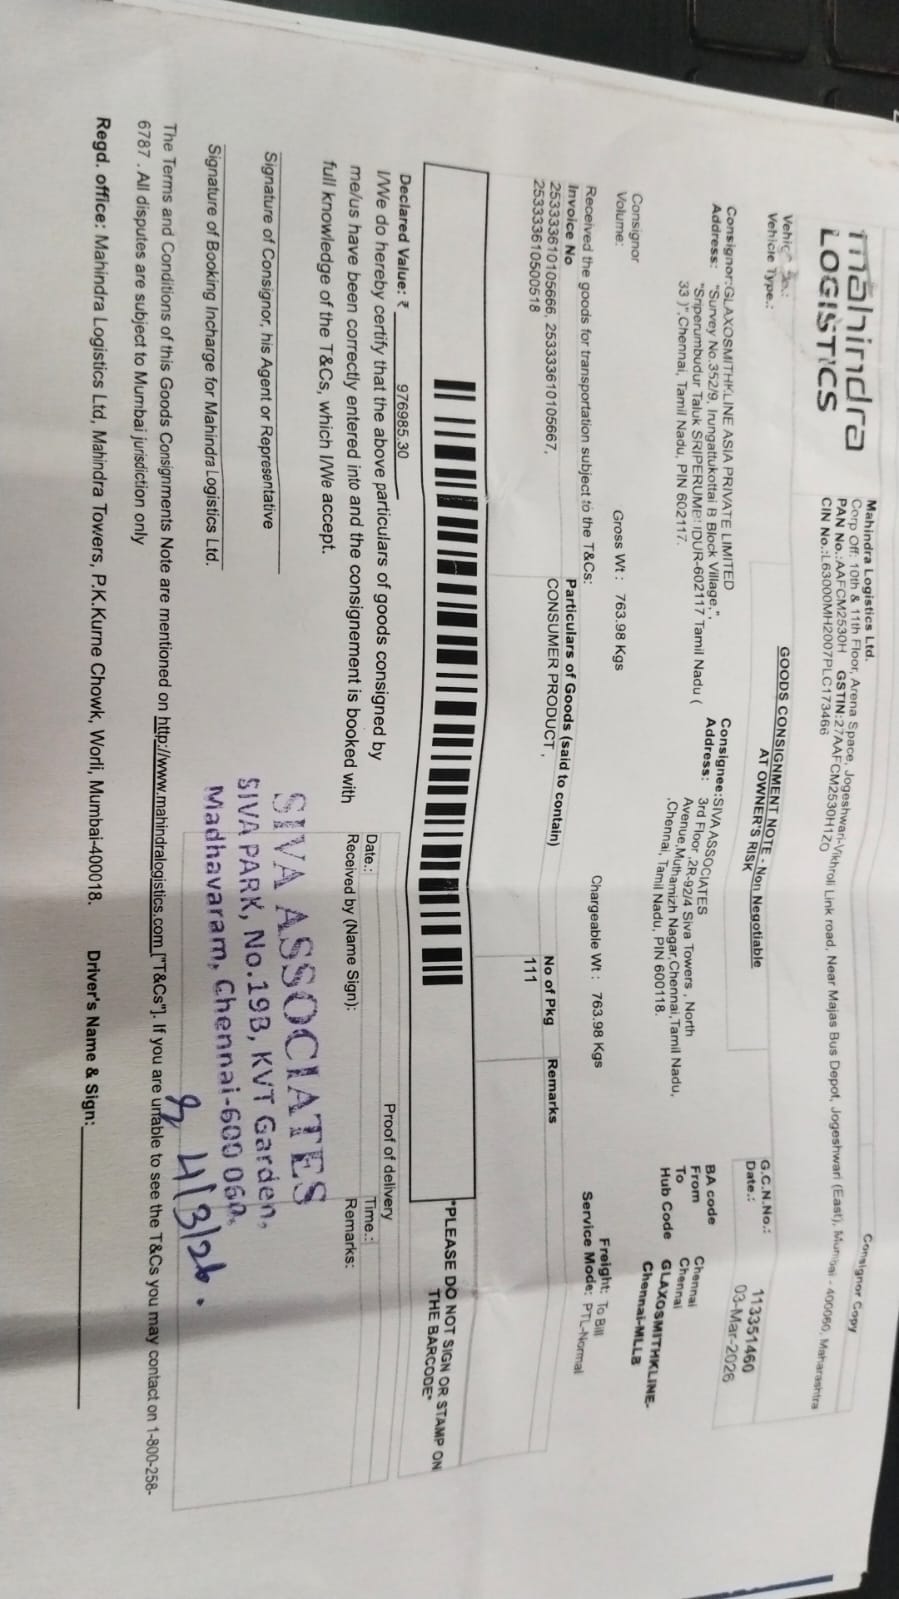 mahindra
LOGISTICS
Mahindra Logistics Ltd.
Corp Off: 10th & 11th Floor, Arena Space, Jogeshwari-Vikhroli Link road, Near Majas Bus Depot, Jogeshwari (East), Mumbai - 400060, Maharashtra
PAN No.:AAFCM2530H GSTIN:27AAFCM2530H1ZO
CIN No.:L63000MH2007PLC173466
Consignor Copy
GOODS CONSIGNMENT NOTE - Non Negotiable
AT OWNER'S RISK
Vehicle Type.:
G.C.N.No.: 113351460
Date.: 03-Mar-2026
Consignor:GLAXOSMITHKLINE ASIA PRIVATE LIMITED
Address: "Survey No.352/9, Irungattukottai B Block Village,",
"Sriperumbudur Taluk SRIPERUMBUDUR-602117 Tamil Nadu (
33 )",Chennai, Tamil Nadu, PIN 602117.
Consignee:SIVA ASSOCIATES
Address: 3rd Floor ,2R-92/4 Siva Towers , North
Avenue,Muthamizh Nagar,Chennai,Tamil Nadu,
,Chennai, Tamil Nadu, PIN 600118.
BA code
From Chennai
To Chennai
Hub Code GLAXOSMITHKLINE-
Chennai-MLLB
Consignor
Volume:
Gross Wt : 763.98 Kgs
Chargeable Wt : 763.98 Kgs
Freight: To Bill
Service Mode: PTL-Normal
Received the goods for transportation subject to the T&Cs:
Invoice No
Particulars of Goods (said to contain)
No of Pkg
Remarks
253333610105666, 253333610105667,
253333610500518
CONSUMER PRODUCT ,
111
*PLEASE DO NOT SIGN OR STAMP ON
THE BARCODE*
Declared Value: ₹ 976985.30
I/We do hereby certify that the above particulars of goods consigned by
me/us have been correctly entered into and the consignement is booked with
full knowledge of the T&Cs, which I/We accept.
Proof of delivery
Date.:
Time.:
Received by (Name Sign):
Remarks:
SIVA ASSOCIATES
SIVA PARK, No.19B, KVT Garden,
Madhavaram, Chennai-600 060.
4/3/26.
Signature of Consignor, his Agent or Representative
Signature of Booking Incharge for Mahindra Logistics Ltd.
The Terms and Conditions of this Goods Consignments Note are mentioned on http://www.mahindralogistics.com ["T&Cs"]. If you are unable to see the T&Cs you may contact on 1-800-258-
6787 . All disputes are subject to Mumbai jurisdiction only
Regd. office: Mahindra Logistics Ltd, Mahindra Towers, P.K.Kurne Chowk, Worli, Mumbai-400018. Driver's Name & Sign: